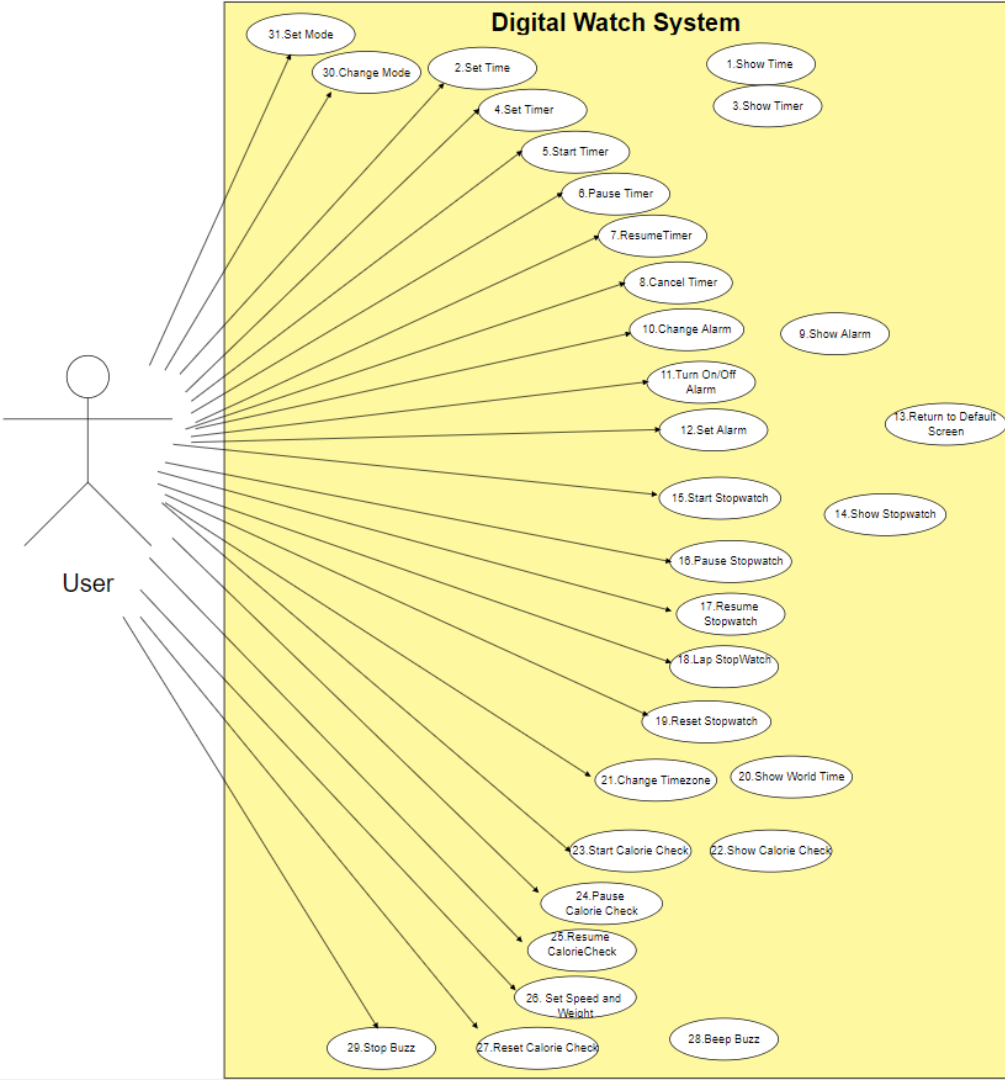 Digital Watch System
31.Set Mode
30.Change Mode
2.Set Time
1.Show Time
4.Set Timer
3.Show Timer
5.Start Timer
6.Pause Timer
7.ResumeTimer
8.Cancel Timer
10.Change Alarm
9.Show Alarm
11.Turn On/Off
Alarm
12.Set Alarm
13.Return to Default
Screen
15.Start Stopwatch
14.Show Stopwatch
16.Pause Stopwatch
User
17.Resume
Stopwatch
18.Lap StopWatch
19.Reset Stopwatch
21.Change Timezone
20.Show World Time
23.Start Calorie Check
22.Show Calorie Check
24.Pause
Calorie Check
25.Resume
CalorieCheck
26. Set Speed and
Weight
29.Stop Buzz
27.Reset Calorie Check
28.Beep Buzz